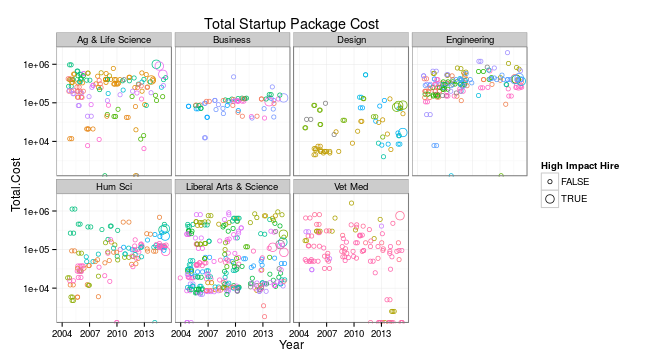 Total Startup Package Cost
Ag & Life Science Business Design Engineering
1e+06
1e+05
1e+04
Hum Sci Liberal Arts & Science Vet Med
1e+06
1e+05
1e+04
2004 2007 2010 2013 2004 2007 2010 2013 2004 2007 2010 2013
Year
Total.Cost
High Impact Hire
FALSE
TRUE